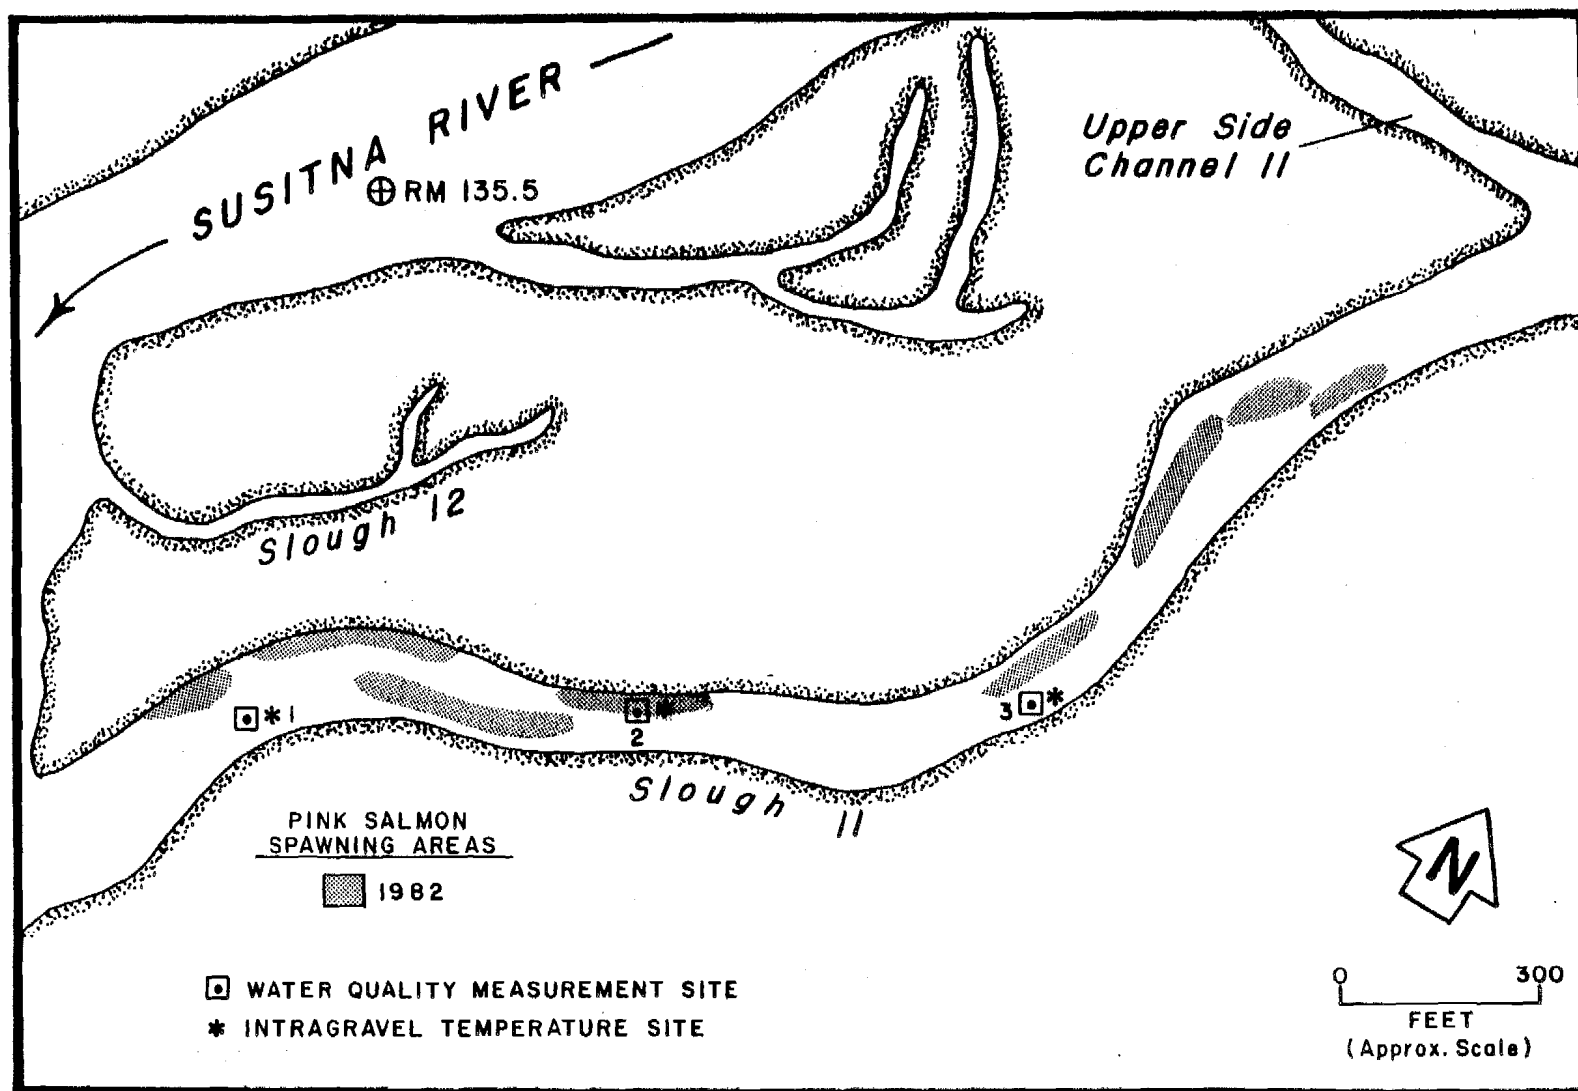 SUSITNA RIVER
RM 135.5
Upper Side
Channel 11
Slough 12
1
2
3
Slough 11
PINK SALMON
SPAWNING AREAS
1982
WATER QUALITY MEASUREMENT SITE
* INTRAGRAVEL TEMPERATURE SITE
N
0 300
FEET
(Approx. Scale)